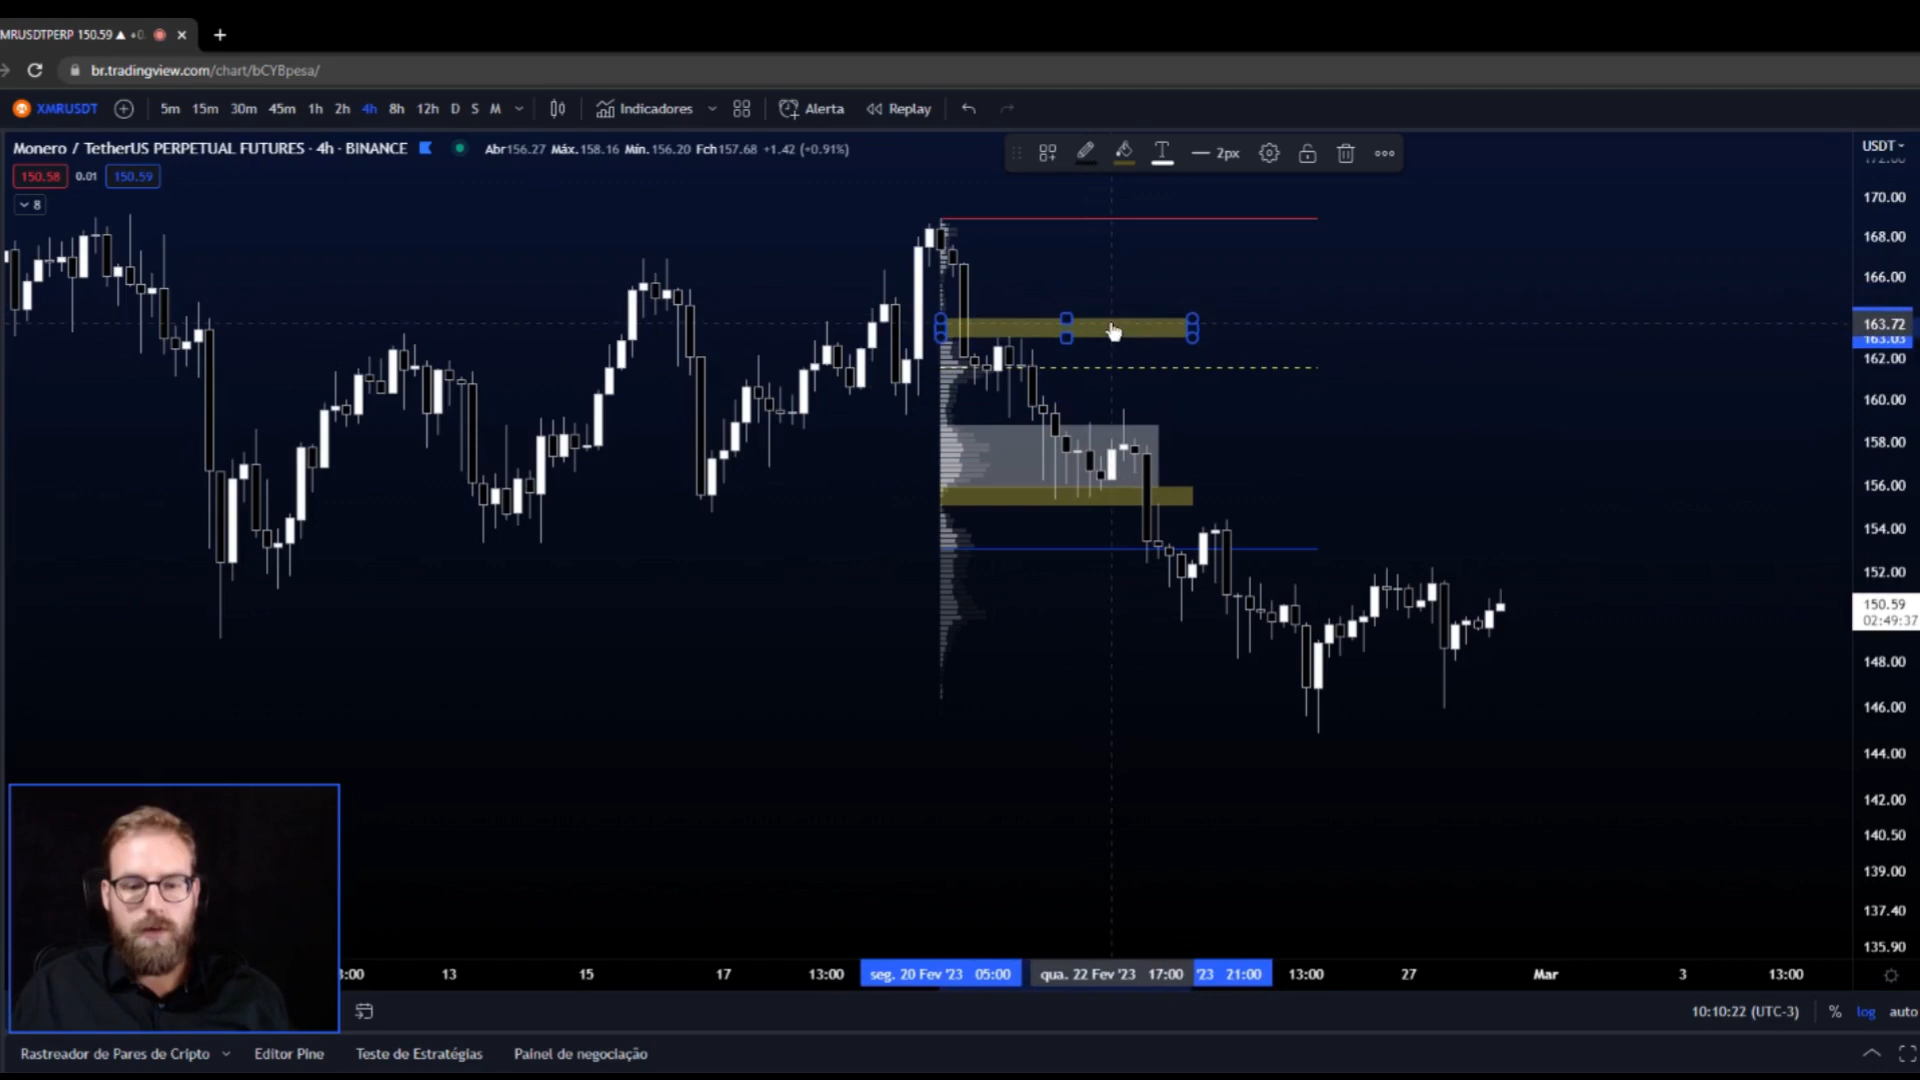 MRUSDTPERP 150.59 ▲ +0.
br.tradingview.com/chart/bCYBpesa/
XMRUSDT 5m 15m 30m 45m 1h 2h 4h 8h 12h D S M Indicadores Alerta Replay
Monero / TetherUS PERPETUAL FUTURES · 4h · BINANCE Abr156.27 Máx.158.16 Mín.156.20 Fch157.68 +1.42 (+0.91%)
2px
USDT
150.58 0.01 150.59
8
172.00
170.00
168.00
166.00
163.72
163.03
162.00
160.00
158.00
156.00
154.00
152.00
150.59
02:49:37
148.00
146.00
144.00
142.00
140.50
139.00
137.40
135.90
3:00 13 15 17 13:00 seg. 20 Fev '23 05:00 qua. 22 Fev '23 17:00 '23 21:00 13:00 27 Mar 3 13:00
10:10:22 (UTC-3) % log auto
Rastreador de Pares de Cripto Editor Pine Teste de Estratégias Painel de negociação